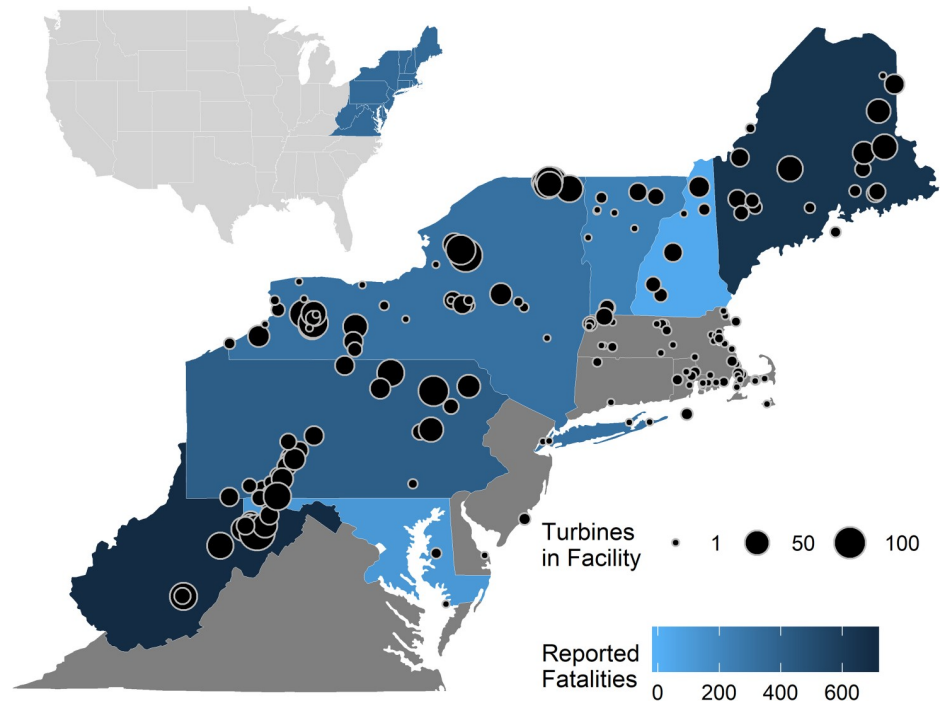 Turbines
in Facility
1 50 100
Reported
Fatalities
0 200 400 600